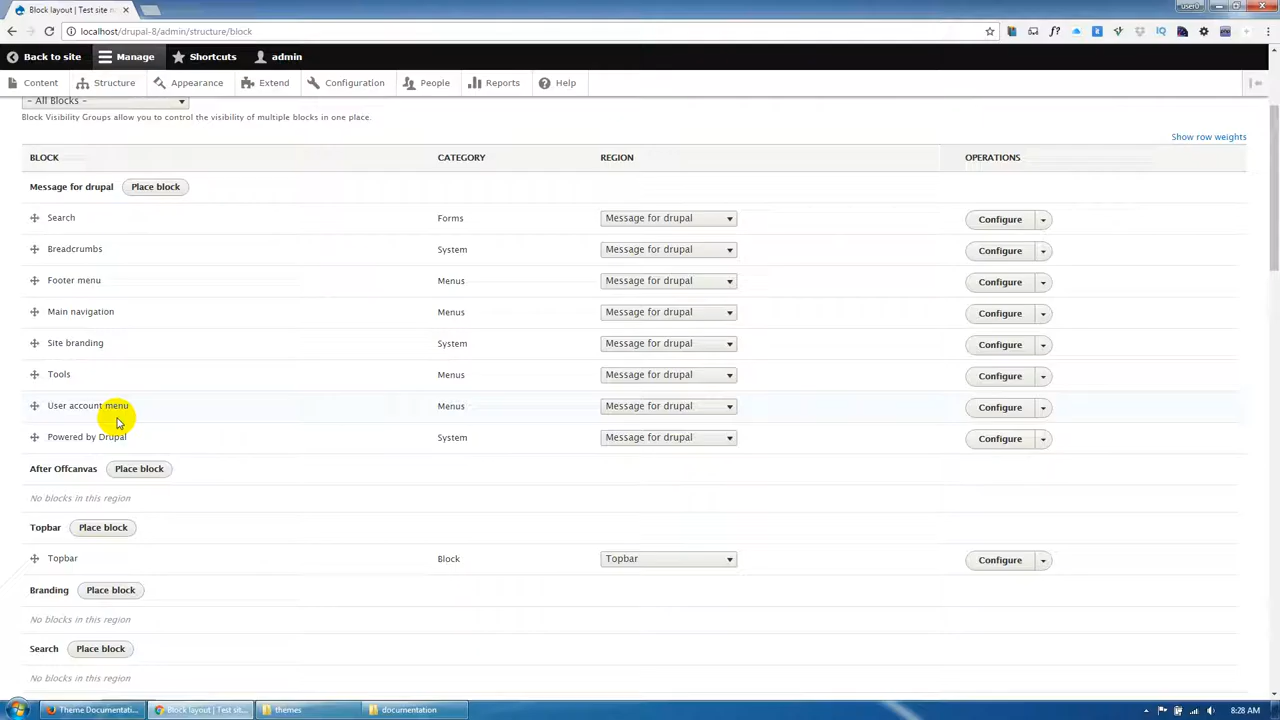 Block layout | Test site n
user0
localhost/drupal-8/admin/structure/block
Back to site Manage Shortcuts admin
Content Structure Appearance Extend Configuration People Reports Help
- All Blocks -
Block Visibility Groups allow you to control the visibility of multiple blocks in one place.
Show row weights
BLOCK CATEGORY REGION OPERATIONS
Message for drupal Place block
Search Forms Message for drupal Configure
Breadcrumbs System Message for drupal Configure
Footer menu Menus Message for drupal Configure
Main navigation Menus Message for drupal Configure
Site branding System Message for drupal Configure
Tools Menus Message for drupal Configure
User account menu Menus Message for drupal Configure
Powered by Drupal System Message for drupal Configure
After Offcanvas Place block
No blocks in this region
Topbar Place block
Topbar Block Topbar Configure
Branding Place block
No blocks in this region
Search Place block
No blocks in this region
Theme Documentati... Block layout | Test sit... themes documentation 8:28 AM